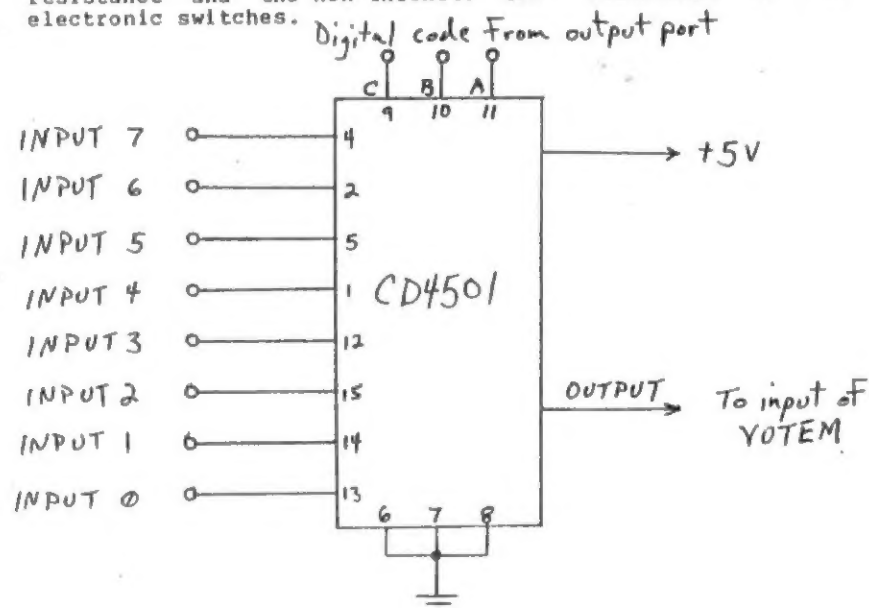 electronic switches.
Digital code From output port
C B A
9 10 11
INPUT 7 4
+5V
INPUT 6 2
INPUT 5 5
INPUT 4 1
CD4501
INPUT 3 12
INPUT 2 15
OUTPUT To input of
VOTEM
INPUT 1 14
INPUT 0 13
6 7 8